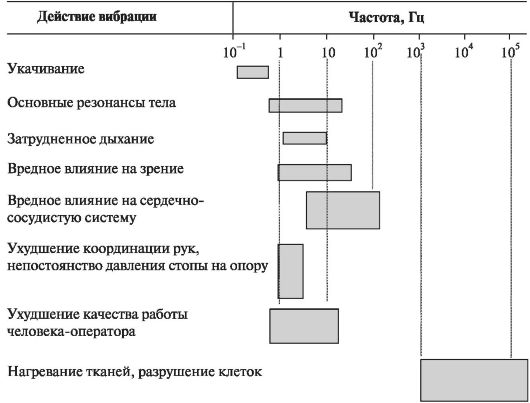 Действие вибрации
Частота, Гц
10⁻¹ 1 10 10² 10³ 10⁴ 10⁵
Укачивание
Основные резонансы тела
Затрудненное дыхание
Вредное влияние на зрение
Вредное влияние на сердечно-
сосудистую систему
Ухудшение координации рук,
непостоянство давления стопы на опору
Ухудшение качества работы
человека-оператора
Нагревание тканей, разрушение клеток